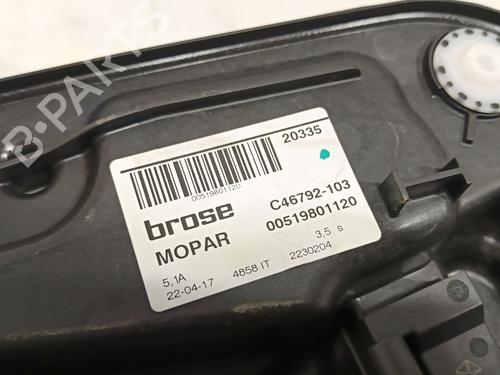 20335
00519801120
brose
C46792-103
MOPAR
00519801120
5,1A
3,5 s
22-04-17
4858 IT
2230204
B-PARTS